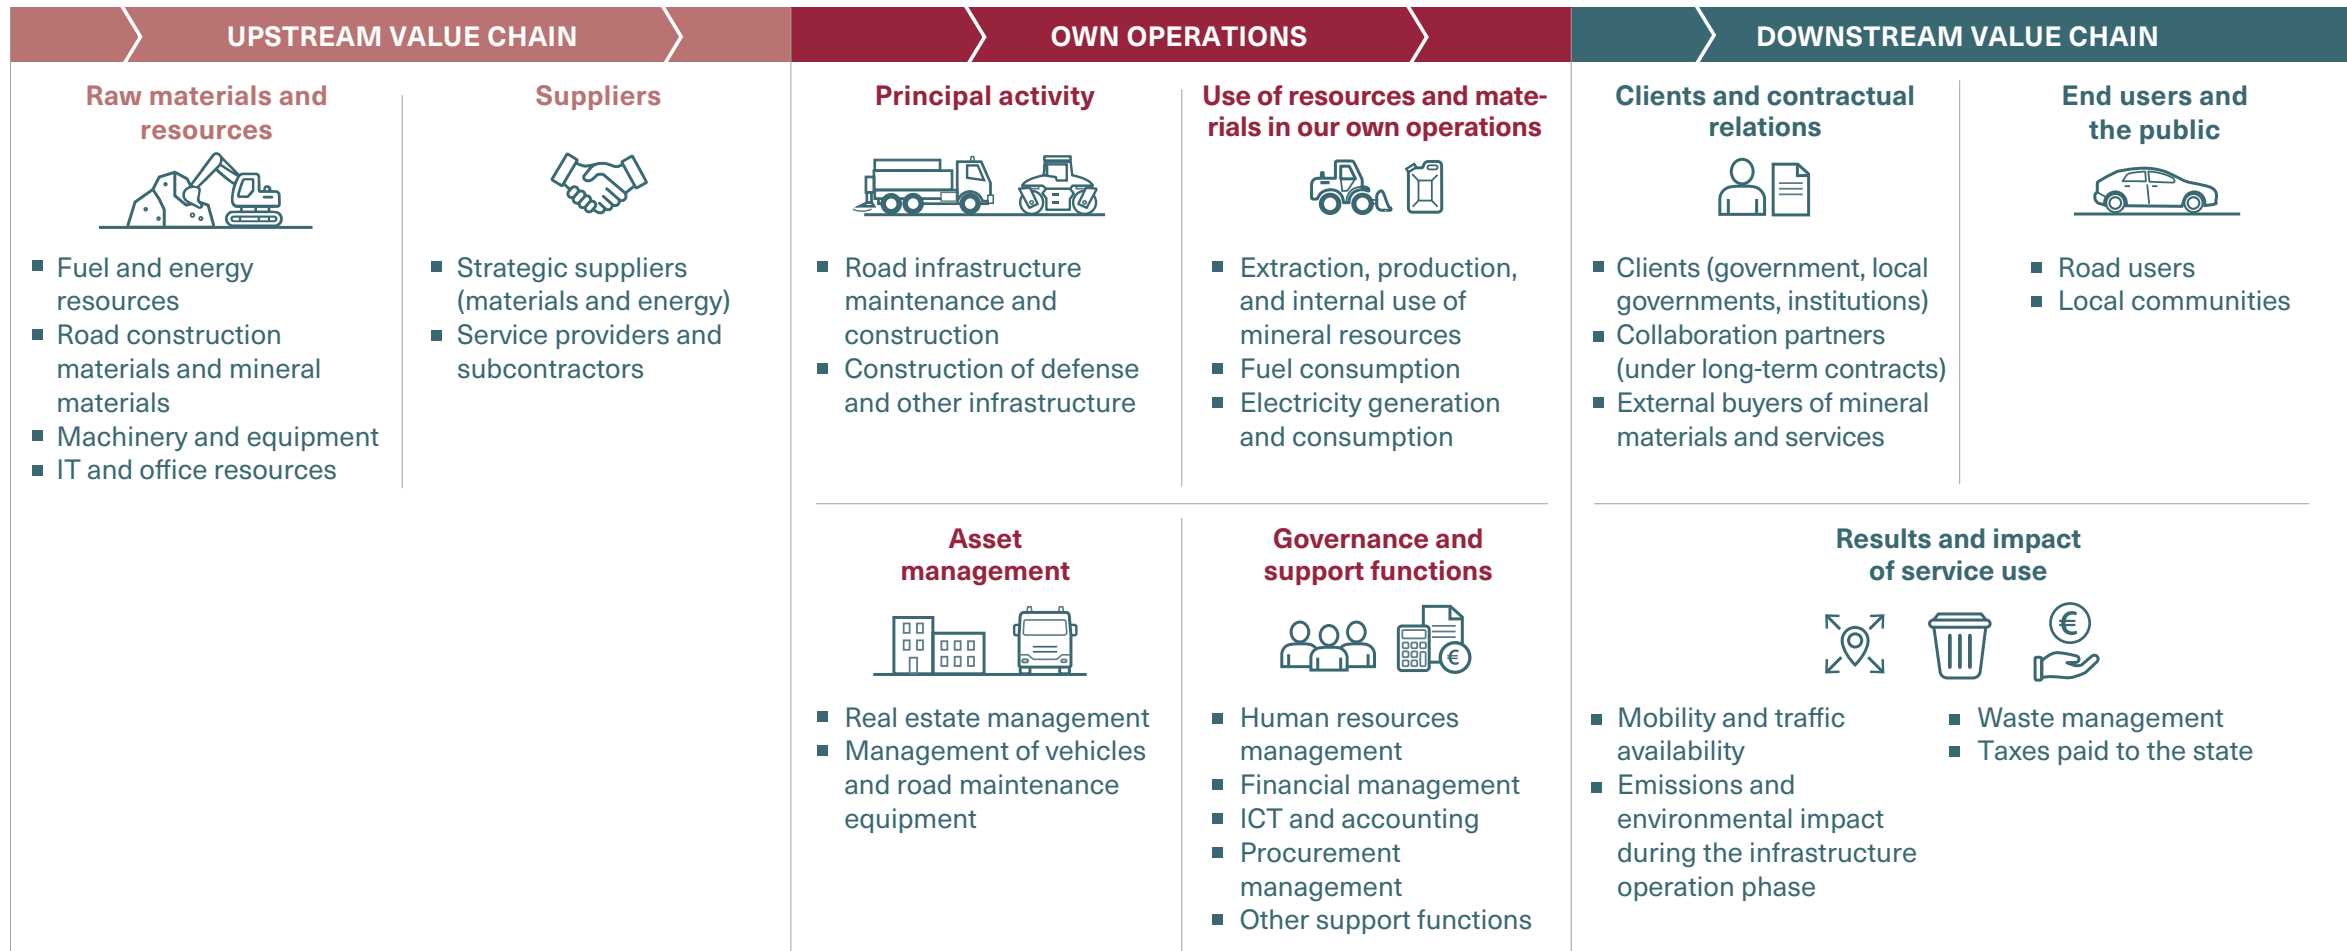 UPSTREAM VALUE CHAIN
Raw materials and
resources
Fuel and energy
resources
Road construction
materials and mineral
materials
Machinery and equipment
IT and office resources
Suppliers
Strategic suppliers
(materials and energy)
Service providers and
subcontractors
OWN OPERATIONS
Principal activity
Road infrastructure
maintenance and
construction
Construction of defense
and other infrastructure
Use of resources and mate-
rials in our own operations
Extraction, production,
and internal use of
mineral resources
Fuel consumption
Electricity generation
and consumption
Asset
management
Real estate management
Management of vehicles
and road maintenance
equipment
Governance and
support functions
€
Human resources
management
Financial management
ICT and accounting
Procurement
management
Other support functions
DOWNSTREAM VALUE CHAIN
Clients and contractual
relations
Clients (government, local
governments, institutions)
Collaboration partners
(under long-term contracts)
External buyers of mineral
materials and services
End users and
the public
Road users
Local communities
Results and impact
of service use
€
Mobility and traffic
availability
Emissions and
environmental impact
during the infrastructure
operation phase
Waste management
Taxes paid to the state